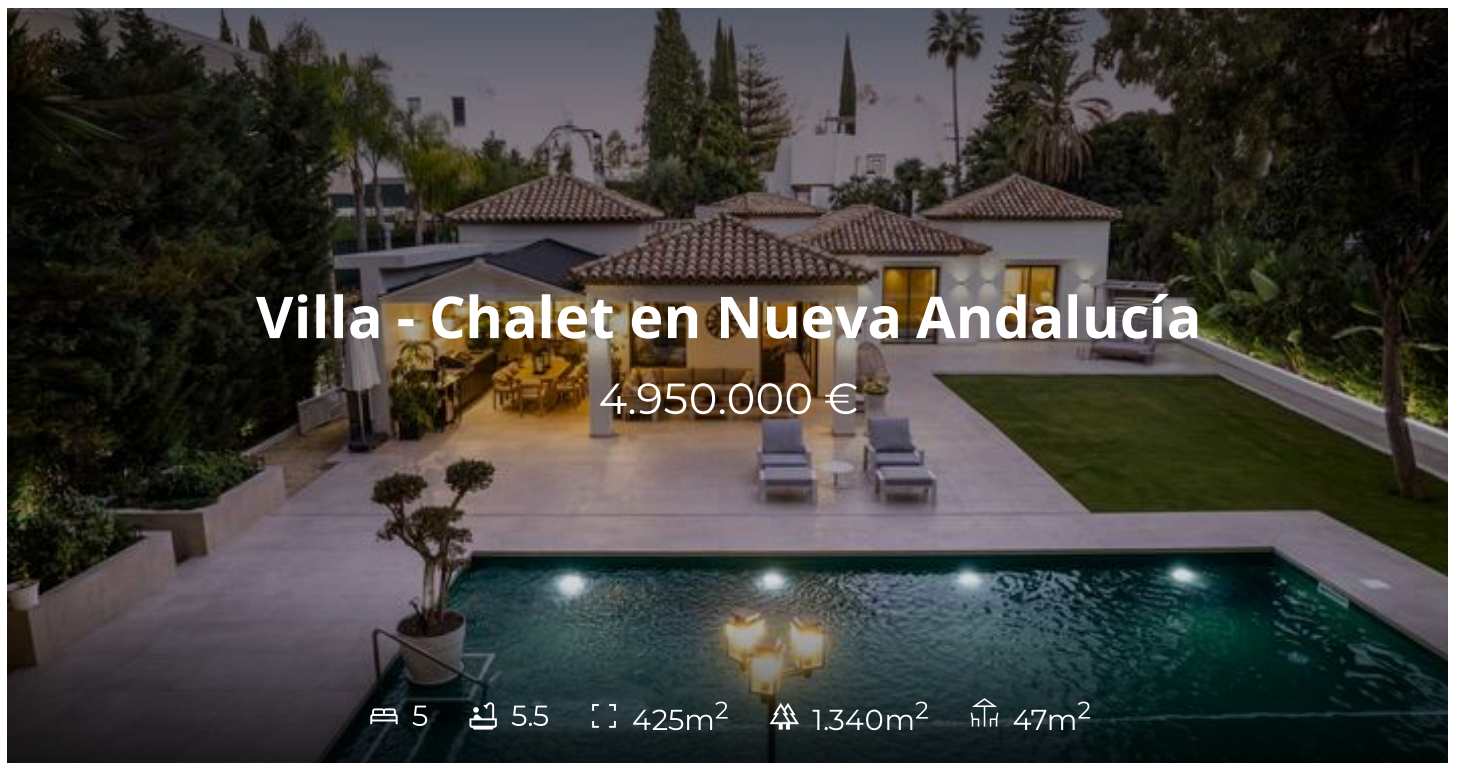 Villa - Chalet en Nueva Andalucía
4.950.000 €
5 5.5 425m² 1.340m² 47m²